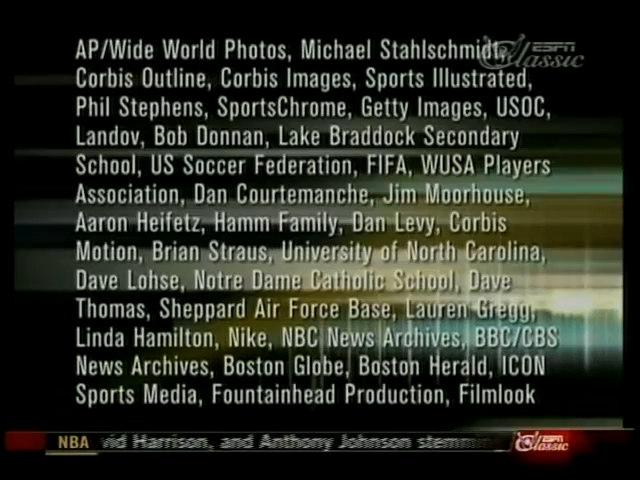 AP/Wide World Photos, Michael Stahlschmidt,
ESPN
Classic
Corbis Outline, Corbis Images, Sports Illustrated,
Phil Stephens, SportsChrome, Getty Images, USOC,
Landov, Bob Donnan, Lake Braddock Secondary
School, US Soccer Federation, FIFA, WUSA Players
Association, Dan Courtemanche, Jim Moorhouse,
Aaron Heifetz, Hamm Family, Dan Levy, Corbis
Motion, Brian Straus, University of North Carolina,
Dave Lohse, Notre Dame Catholic School, Dave
Thomas, Sheppard Air Force Base, Lauren Gregg,
Linda Hamilton, Nike, NBC News Archives, BBC/CBS
News Archives, Boston Globe, Boston Herald, ICON
Sports Media, Fountainhead Production, Filmlook
NBA vid Harrison, and Anthony Johnson stemmin
ESPN
Classic